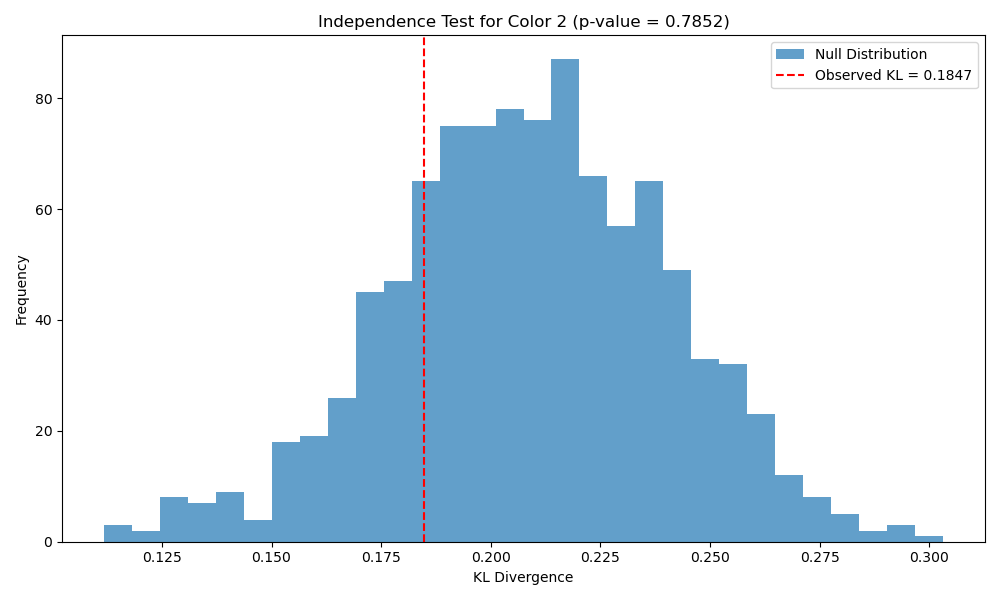 Independence Test for Color 2 (p-value = 0.7852)
Null Distribution
Observed KL = 0.1847
80
60
40
20
0
Frequency
0.125 0.150 0.175 0.200 0.225 0.250 0.275 0.300
KL Divergence